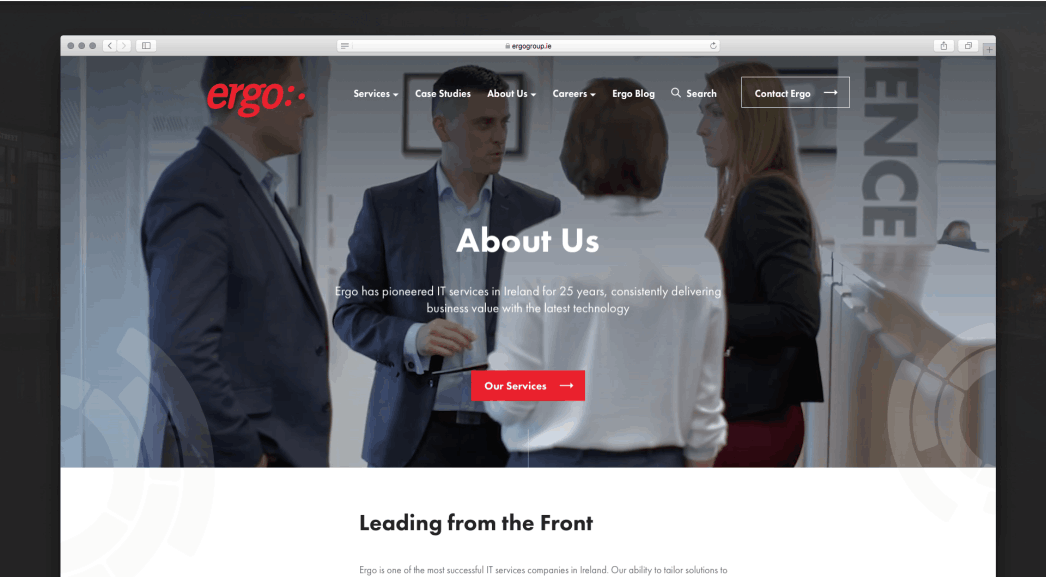 ergogroup.ie
ergo:·
Services
Case Studies
About Us
Careers
Ergo Blog
Search
Contact Ergo →
ENCE
About Us
Ergo has pioneered IT services in Ireland for 25 years, consistently delivering
business value with the latest technology
Our Services →
Leading from the Front
Ergo is one of the most successful IT services companies in Ireland. Our ability to tailor solutions to